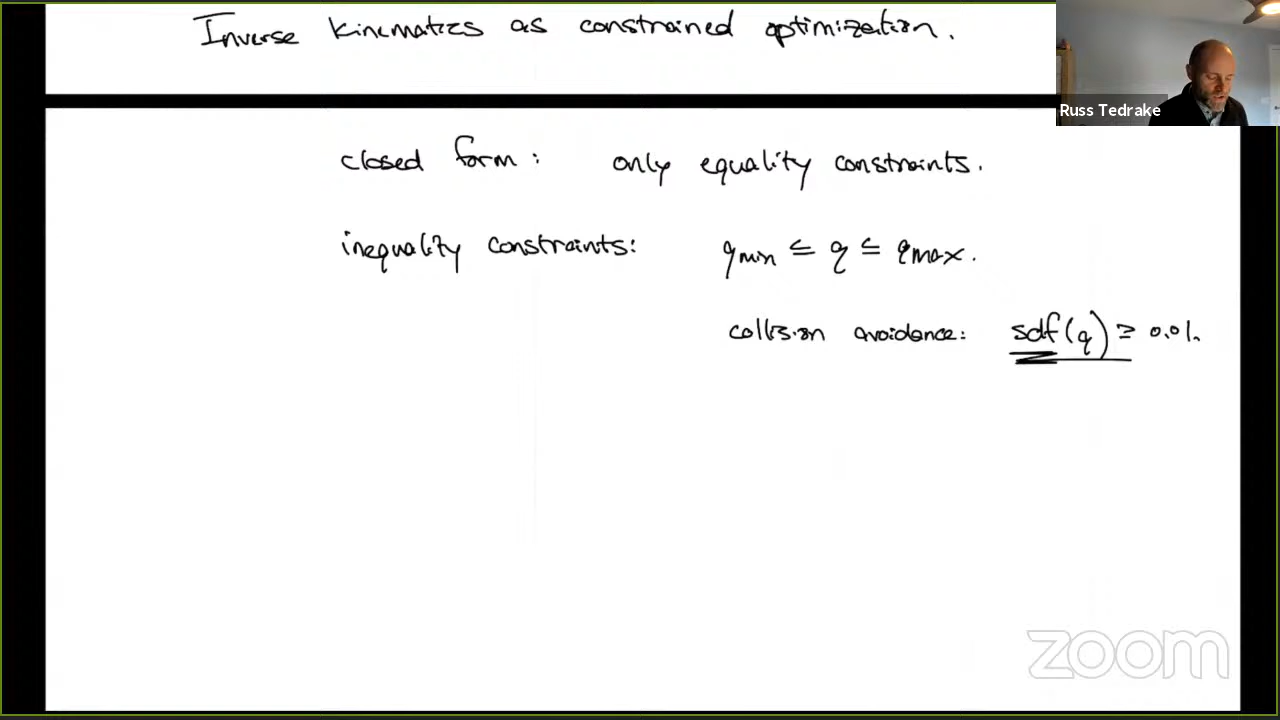 Inverse kinematics as constrained optimization.
Russ Tedrake
closed form: only equality constraints.
inequality constraints: qmin ≤ q ≤ qmax.
collision avoidance: sdf(q) ≥ 0.01.
zoom